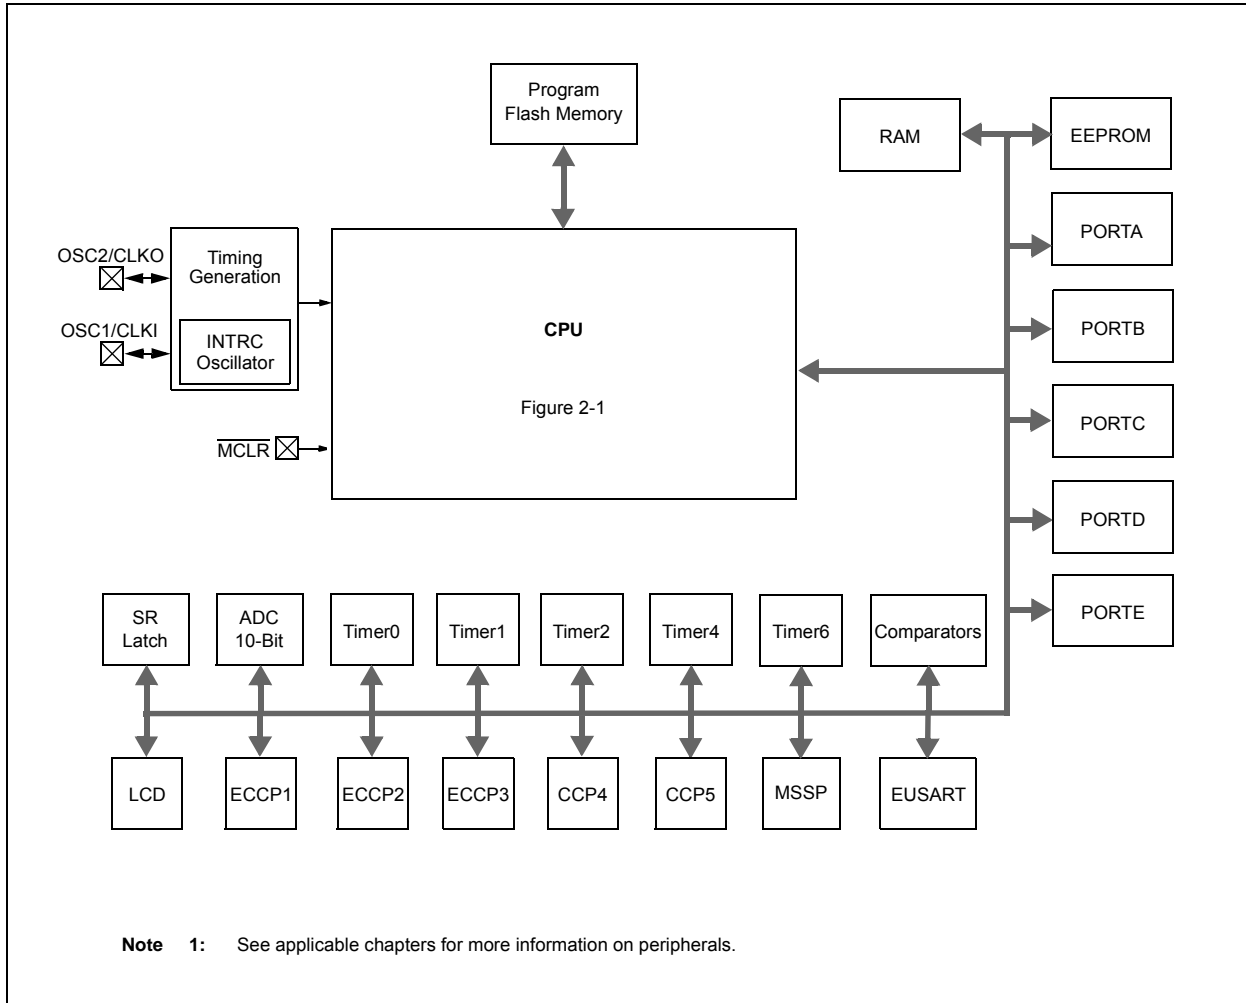 Program
Flash Memory
RAM
EEPROM
PORTA
OSC2/CLKO
Timing
Generation
OSC1/CLKI
INTRC
Oscillator
CPU
PORTB
Figure 2-1
PORTC
MCLR
PORTD
SR
Latch
ADC
10-Bit
Timer0
Timer1
Timer2
Timer4
Timer6
Comparators
PORTE
LCD
ECCP1
ECCP2
ECCP3
CCP4
CCP5
MSSP
EUSART
Note 1: See applicable chapters for more information on peripherals.